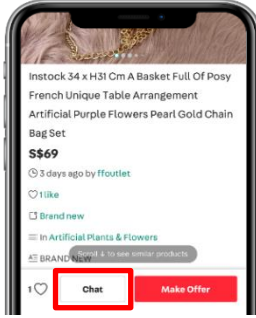 Instock 34 x H31 Cm A Basket Full Of Posy
French Unique Table Arrangement
Artificial Purple Flowers Pearl Gold Chain
Bag Set
S$69
3 days ago by ffoutlet
1 like
Brand new
In Artificial Plants & Flowers
Scroll ↓ to see similar products
BRAND NEW
1
Chat
Make Offer